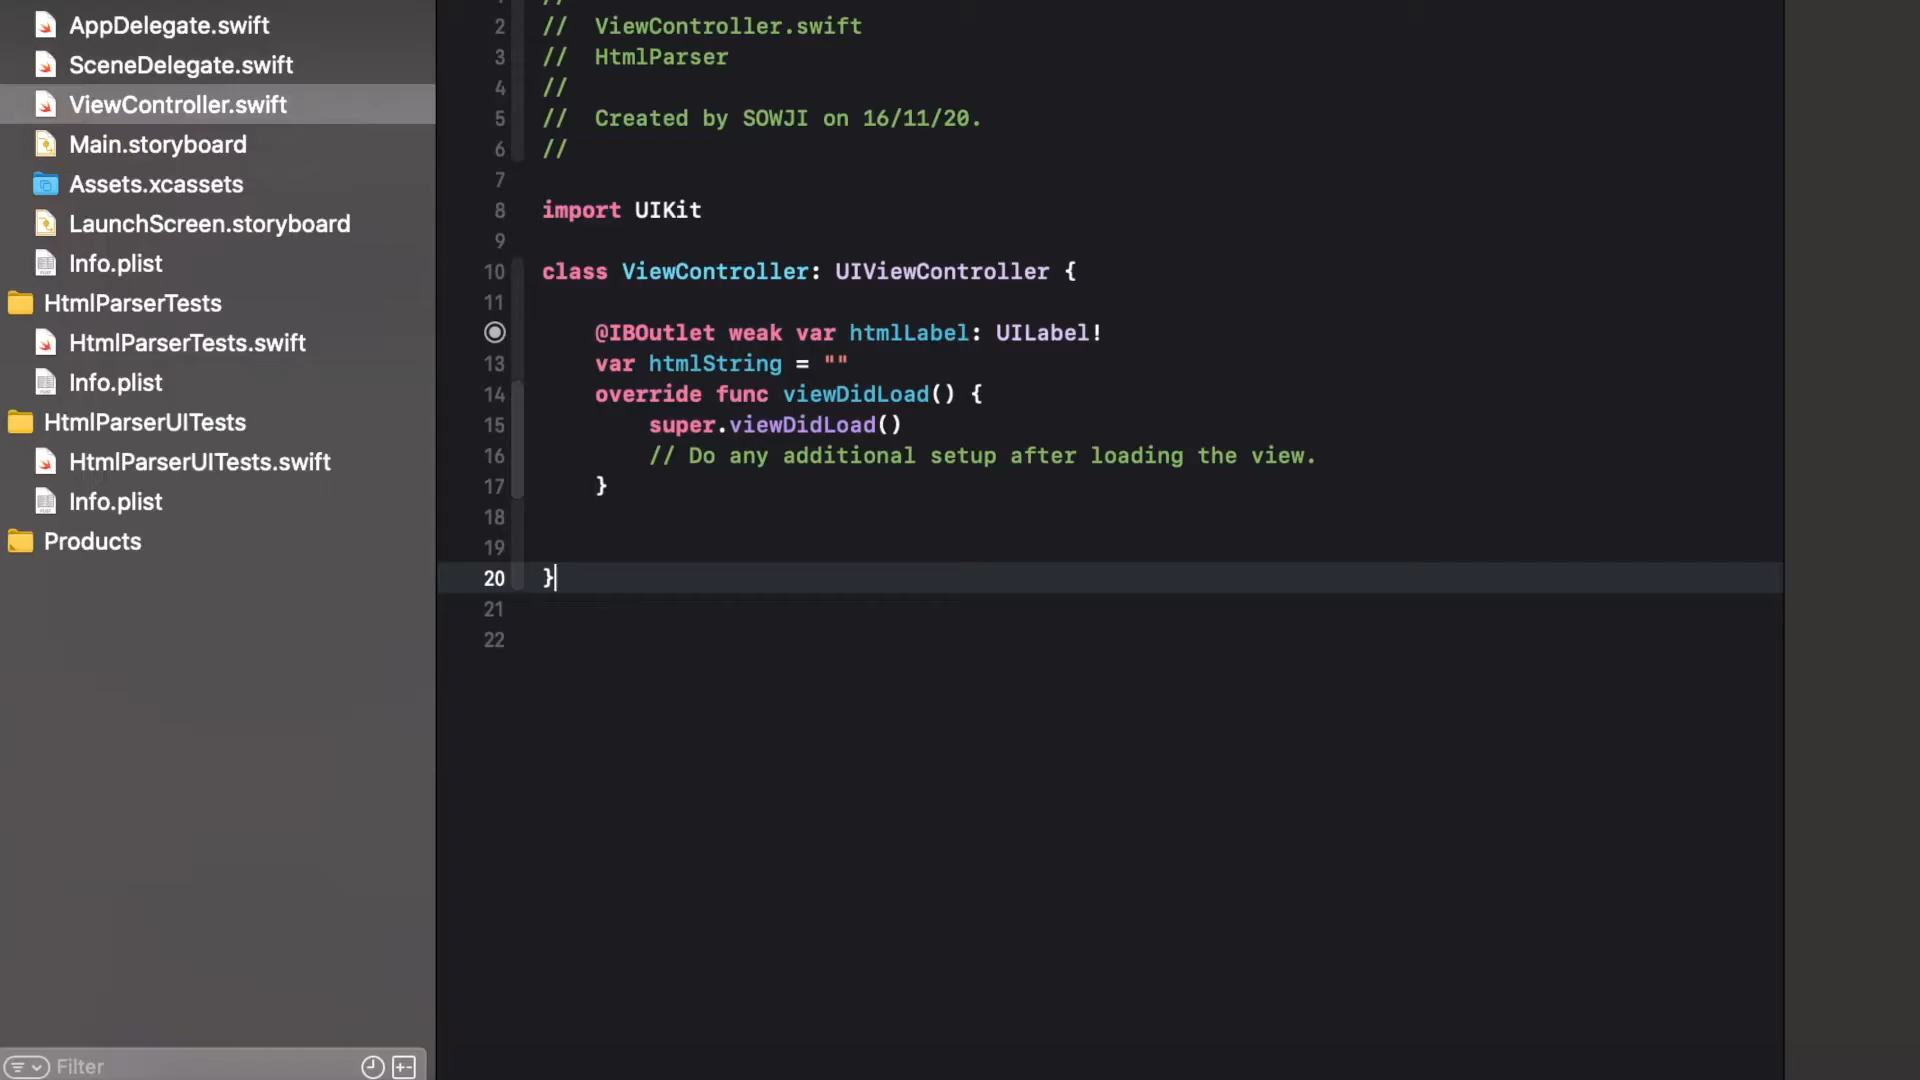 AppDelegate.swift
SceneDelegate.swift
ViewController.swift
Main.storyboard
Assets.xcassets
LaunchScreen.storyboard
Info.plist
HtmlParserTests
HtmlParserTests.swift
Info.plist
HtmlParserUITests
HtmlParserUITests.swift
Info.plist
Products
Filter
//
2 //  ViewController.swift
3 //  HtmlParser
4 //
5 //  Created by SOWJI on 16/11/20.
6 //
7
8 import UIKit
9
10 class ViewController: UIViewController {
11
@IBOutlet weak var htmlLabel: UILabel!
13     var htmlString = ""
14     override func viewDidLoad() {
15         super.viewDidLoad()
16         // Do any additional setup after loading the view.
17     }
18
19
20 }
21
22